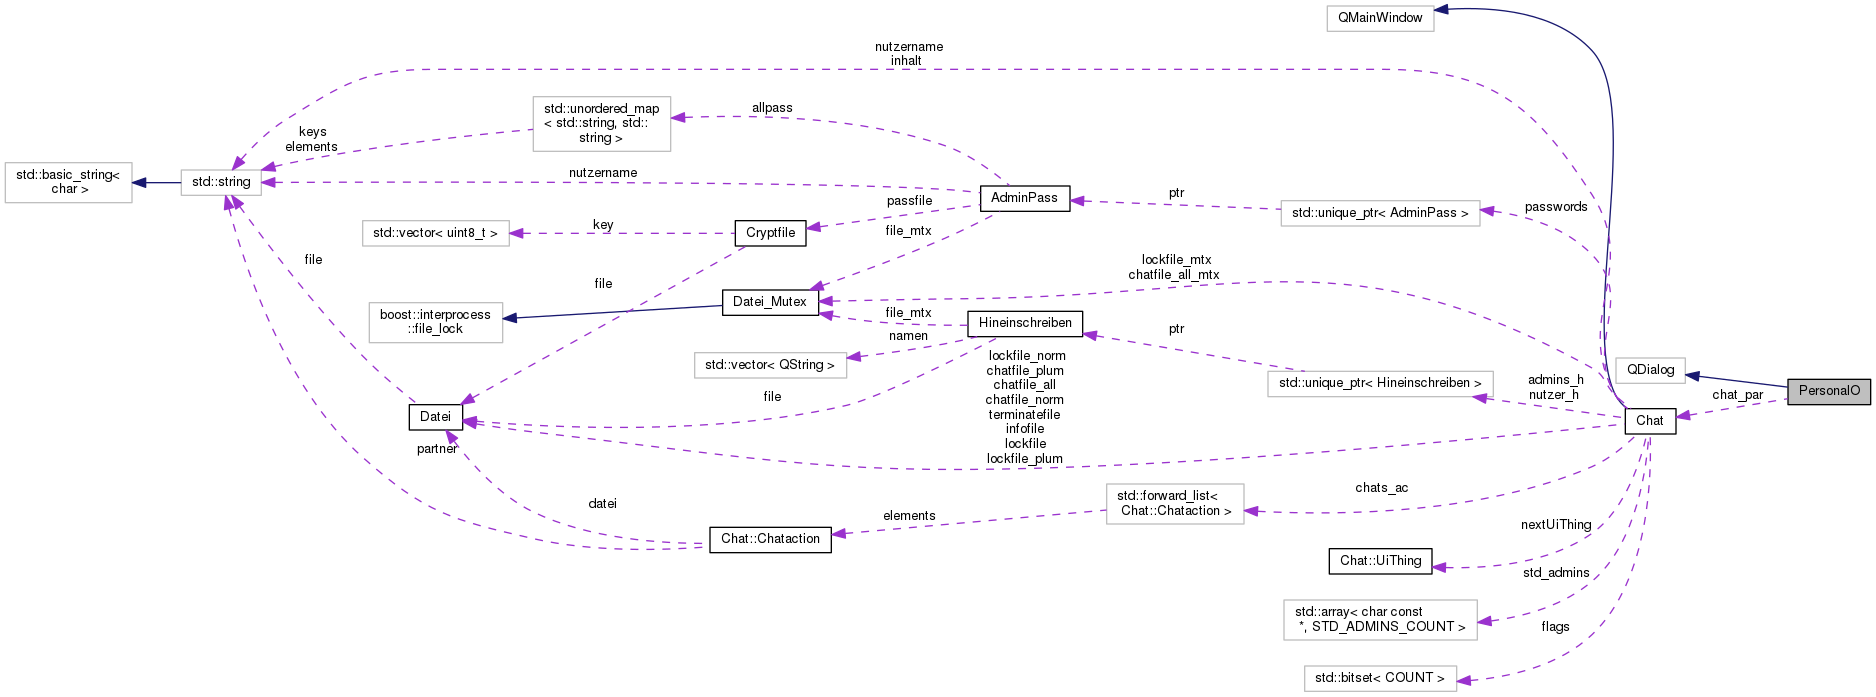 QMainWindow
nutzername
inhalt
std::unordered_map
< std::string, std::
string >
allpass
keys
elements
std::basic_string<
char >
std::string
nutzername
AdminPass
ptr
std::unique_ptr< AdminPass >
passwords
passfile
std::vector< uint8_t >
key
Cryptfile
file_mtx
file
lockfile_mtx
chatfile_all_mtx
file
boost::interprocess
::file_lock
Datei_Mutex
file_mtx
Hineinschreiben
namen
ptr
std::vector< QString >
lockfile_norm
chatfile_plum
chatfile_all
chatfile_norm
terminatefile
infofile
lockfile
lockfile_plum
std::unique_ptr< Hineinschreiben >
admins_h
nutzer_h
QDialog
PersonalO
chat_par
file
Datei
Chat
partner
chats_ac
std::forward_list<
Chat::Chataction >
datei
elements
Chat::Chataction
nextUiThing
Chat::UiThing
std_admins
std::array< char const
*, STD_ADMINS_COUNT >
flags
std::bitset< COUNT >